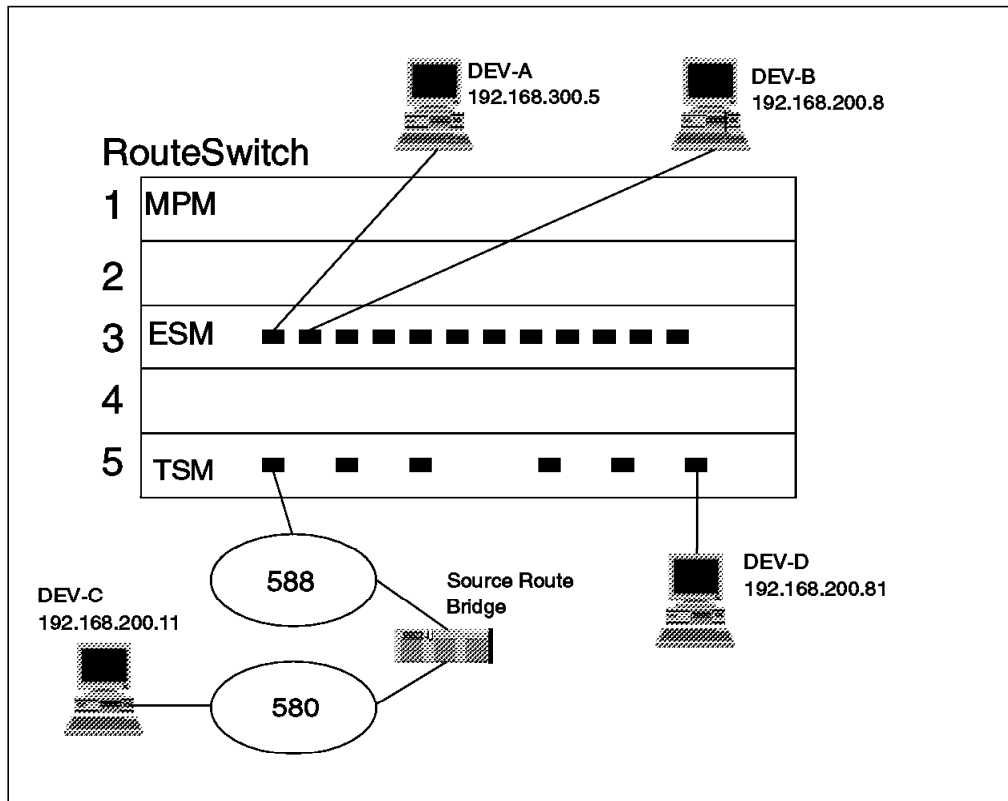 DEV-A
192.168.300.5
DEV-B
192.168.200.8
RouteSwitch
1 MPM
2
3 ESM
4
5 TSM
588
Source Route
Bridge
DEV-D
192.168.200.81
DEV-C
192.168.200.11
580